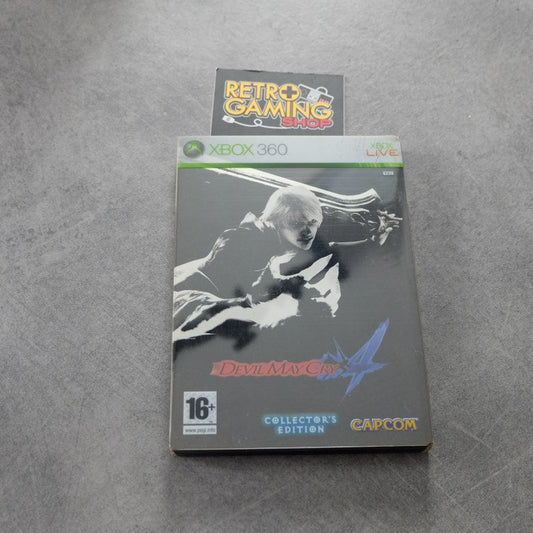 RETRO
GAMING
SHOP
XBOX 360
XBOX
LIVE
DEVIL MAY CRY 4
16+
www.pegi.info
COLLECTOR'S
EDITION
CAPCOM